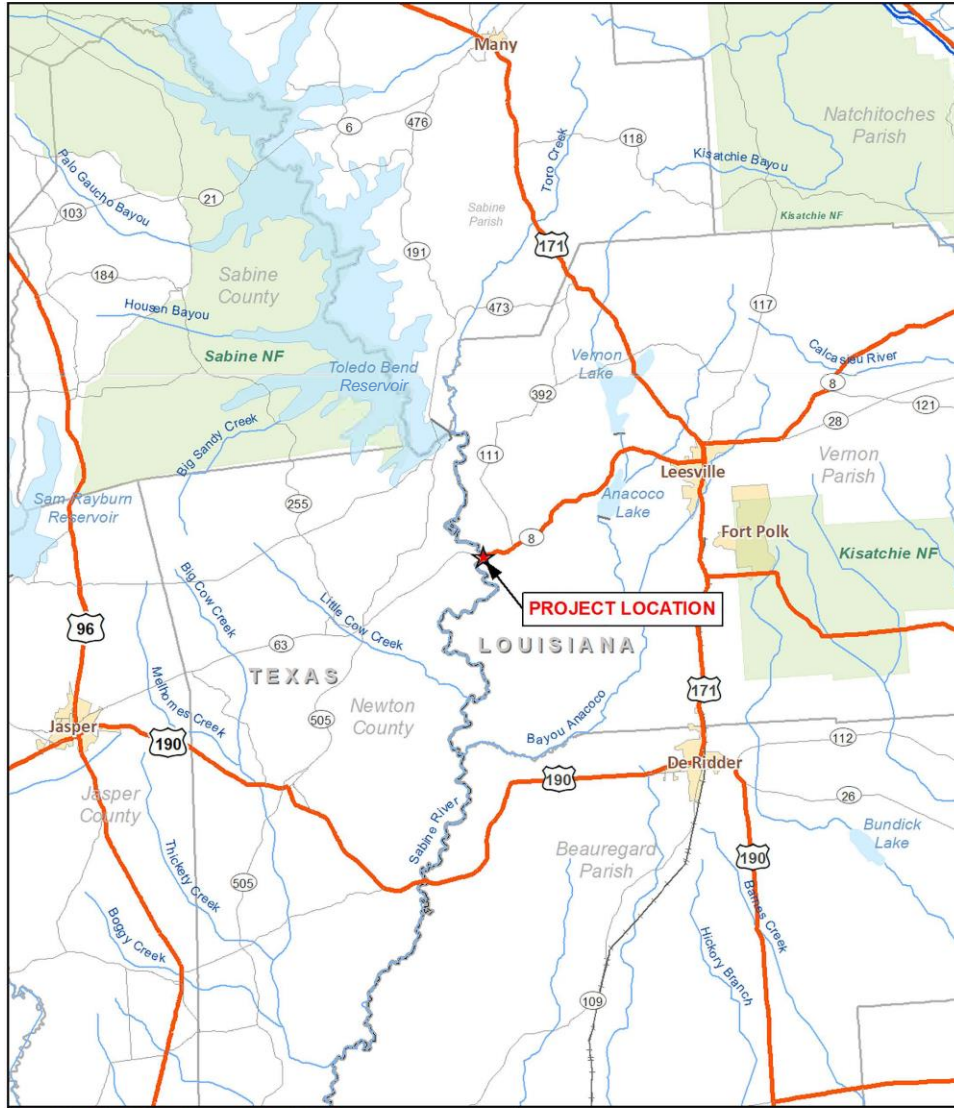 Many
Natchitoches
Parish
476
6
118
Toro Creek
Kisatchie Bayou
Palo Gaucho Bayou
21
103
Sabine
Parish
Kisatchie NF
171
191
184
Sabine
County
Housen Bayou
473
117
Sabine NF
Toledo Bend
Reservoir
Vernon
Lake
Calcasieu River
8
392
121
28
Big Sandy Creek
111
Leesville
Vernon
Parish
Sam Rayburn
Reservoir
255
Anacoco
Lake
Fort Polk
8
Kisatchie NF
Big Cow Creek
Little Cow Creek
PROJECT LOCATION
96
63
LOUISIANA
TEXAS
Melhomes Creek
171
Newton
County
505
Jasper
190
Bayou Anacoco
112
De Ridder
190
26
Jasper
County
Sabine River
Bundick
Lake
Beauregard
Parish
190
Thickety Creek
505
Barnes Creek
Boggy Creek
Hickory Branch
109